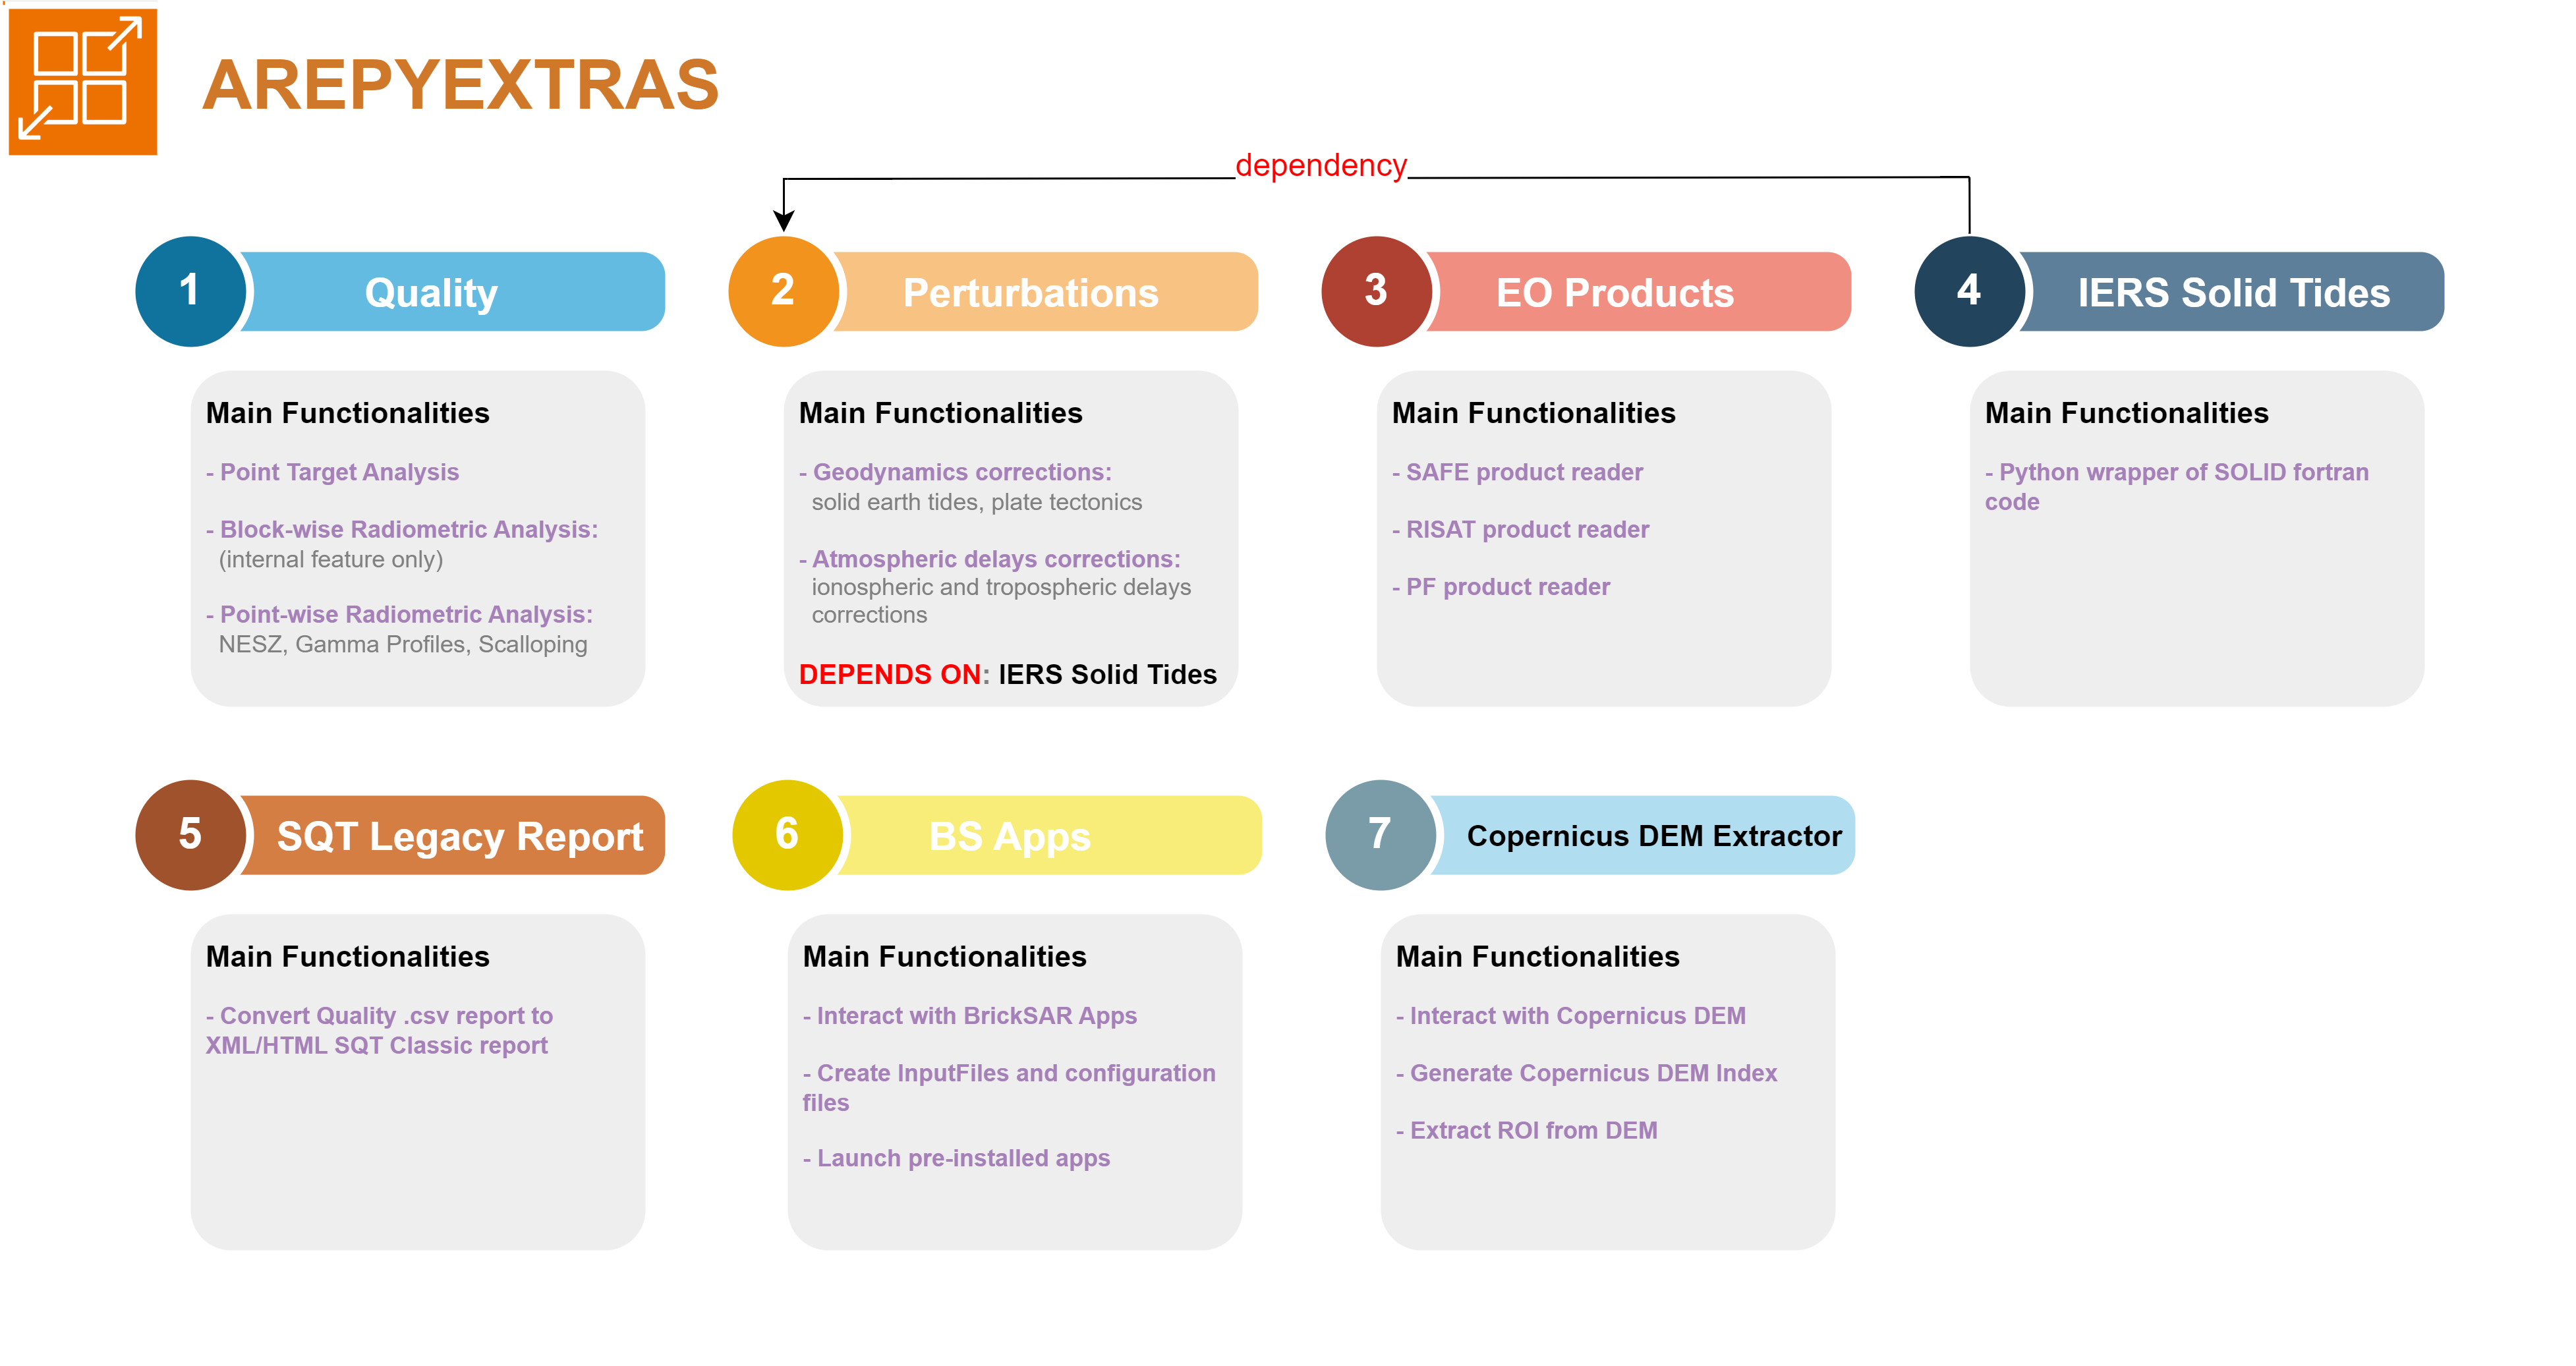 AREPYEXTRAS
dependency
1
Quality
2
Perturbations
3
EO Products
4
IERS Solid Tides
Main Functionalities
- Point Target Analysis
- Block-wise Radiometric Analysis:
(internal feature only)
- Point-wise Radiometric Analysis:
NESZ, Gamma Profiles, Scalloping
Main Functionalities
- Geodynamics corrections:
solid earth tides, plate tectonics
- Atmospheric delays corrections:
ionospheric and tropospheric delays
corrections
DEPENDS ON: IERS Solid Tides
Main Functionalities
- SAFE product reader
- RISAT product reader
- PF product reader
Main Functionalities
- Python wrapper of SOLID fortran
code
5
SQT Legacy Report
6
BS Apps
7
Copernicus DEM Extractor
Main Functionalities
- Convert Quality .csv report to
XML/HTML SQT Classic report
Main Functionalities
- Interact with BrickSAR Apps
- Create InputFiles and configuration
files
- Launch pre-installed apps
Main Functionalities
- Interact with Copernicus DEM
- Generate Copernicus DEM Index
- Extract ROI from DEM